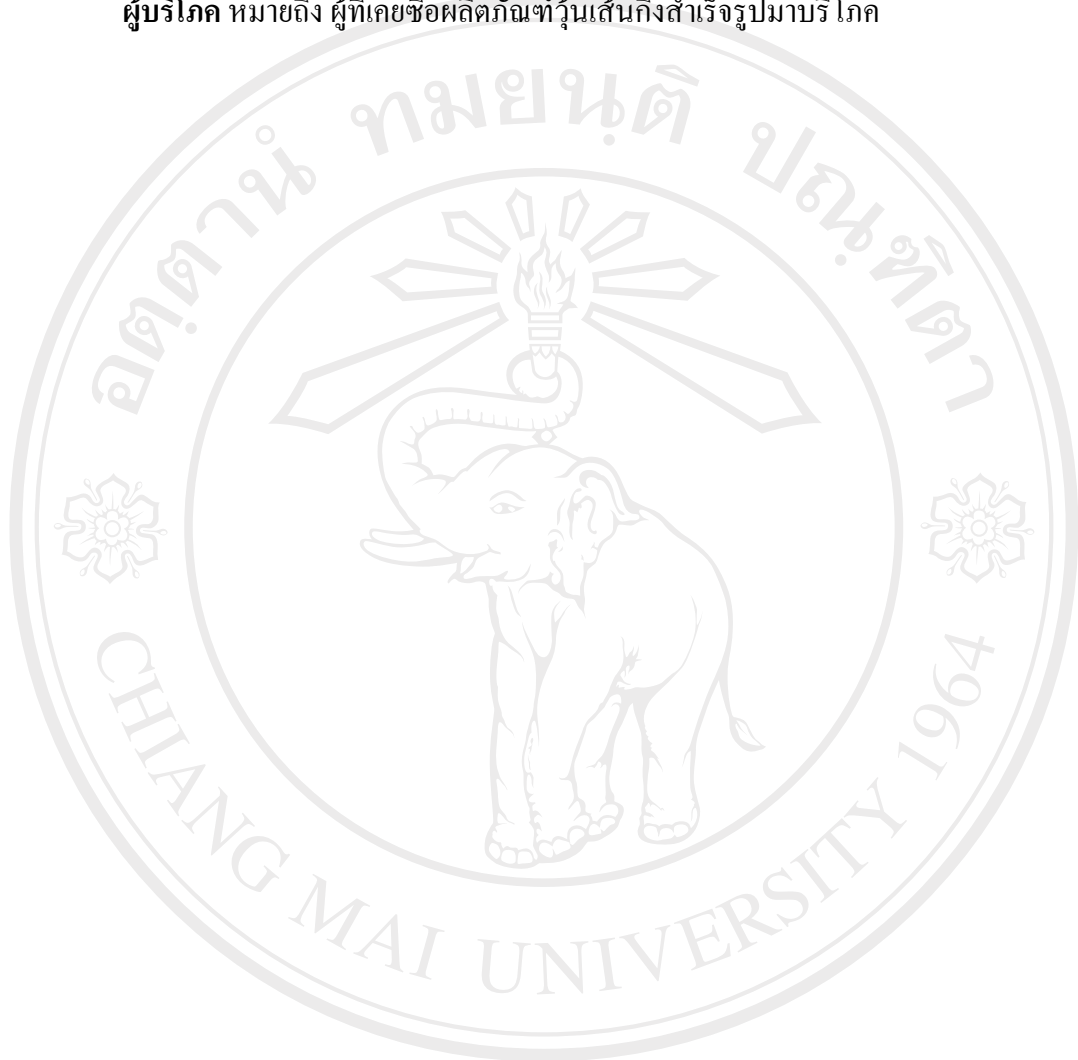 ผู้บริโภค หมายถึง ผู้ที่เคยซื้อผลิตภัณฑ์วุ้นเส้นกึ่งสำเร็จรูปมาบริโภค
อตฺตานํ ทมยนฺติ ปณฺฑิตา
CHIANG MAI UNIVERSITY 1964